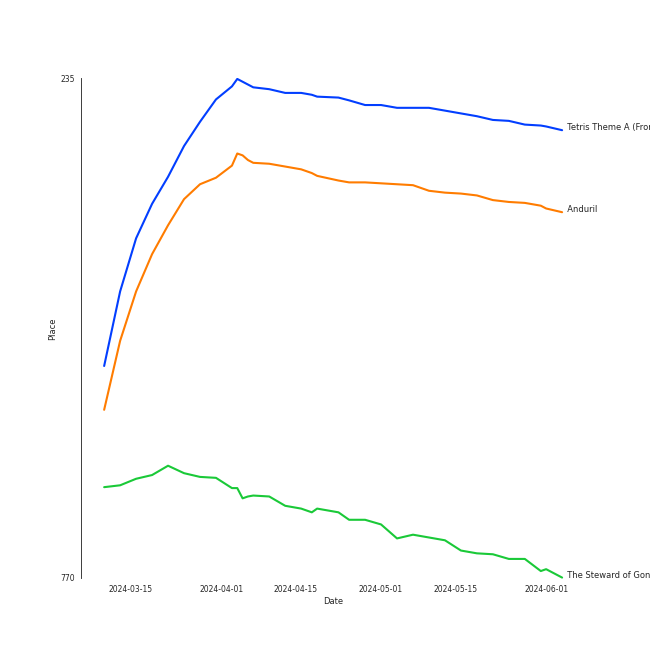 235
Tetris Theme A (From
Anduril
Place
The Steward of Gon
770
2024-03-15
2024-04-01
2024-04-15
2024-05-01
2024-05-15
2024-06-01
Date